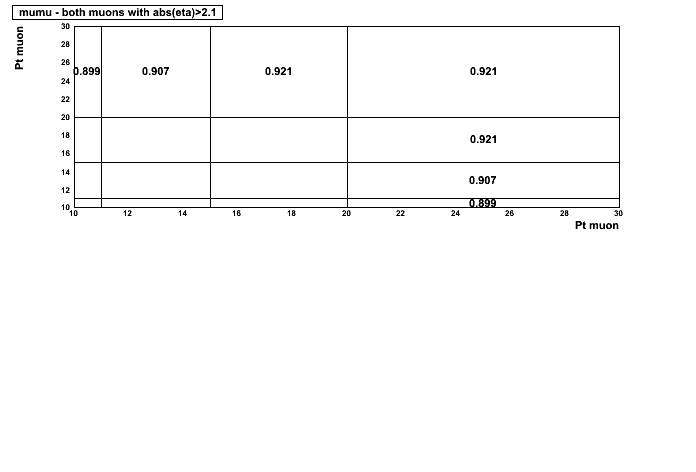 mumu - both muons with abs(eta)>2.1
Pt muon
30
28
26
24
22
20
18
16
14
12
10
0.899 0.907 0.921 0.921
0.921
0.907
0.899
10 12 14 16 18 20 22 24 26 28 30
Pt muon